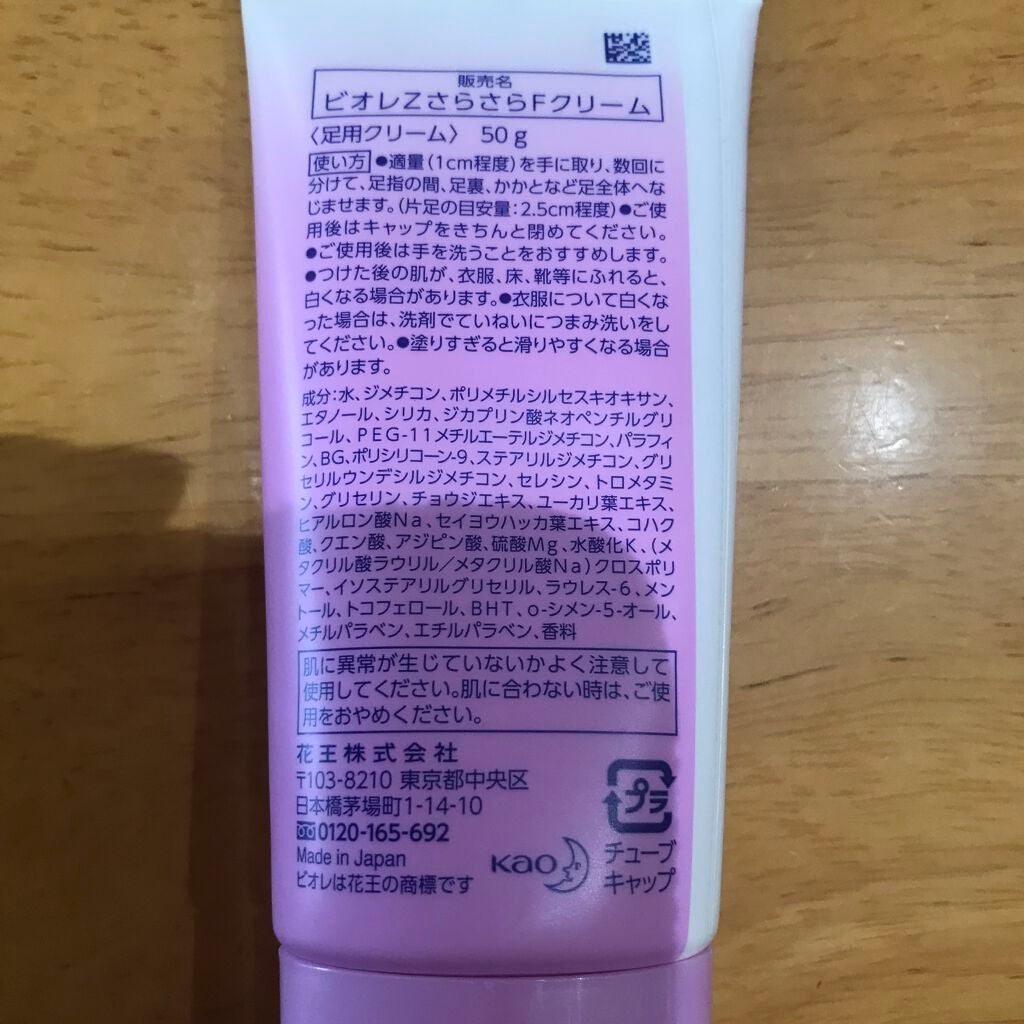 販売名
ビオレZさらさらFクリーム
〈足用クリーム〉 50g
使い方 ●適量(1cm程度)を手に取り、数回に
分けて、足指の間、足裏、かかとなど足全体へな
じませます。(片足の目安量:2.5cm程度)●ご使
用後はキャップをきちんと閉めてください。
●ご使用後は手を洗うことをおすすめします。
●つけた後の肌が、衣服、床、靴等にふれると、
白くなる場合があります。●衣服について白くな
った場合は、洗剤でていねいにつまみ洗いをし
てください。●塗りすぎると滑りやすくなる場合
があります。
成分:水、ジメチコン、ポリメチルシルセスキオキサン、
エタノール、シリカ、ジカプリン酸ネオペンチルグリ
コール、PEG-11メチルエーテルジメチコン、パラフィ
ン、BG、ポリシリコーン-9、ステアリルジメチコン、グリ
セリルウンデシルジメチコン、セレシン、トロメタミ
ン、グリセリン、チョウジエキス、ユーカリ葉エキス、
ヒアルロン酸Na、セイヨウハッカ葉エキス、コハク
酸、クエン酸、アジピン酸、硫酸Mg、水酸化K、(メ
タクリル酸ラウリル/メタクリル酸Na)クロスポリ
マー、イソステアリルグリセリル、ラウレス-6、メン
トール、トコフェロール、BHT、o-シメン-5-オール、
メチルパラベン、エチルパラベン、香料
肌に異常が生じていないかよく注意して
使用してください。肌に合わない時は、ご使
用をおやめください。
花王株式会社
〒103-8210 東京都中央区
日本橋茅場町1-14-10
0120-165-692
Made in Japan
ビオレは花王の商標です
Kao
プラ
チューブ
キャップ